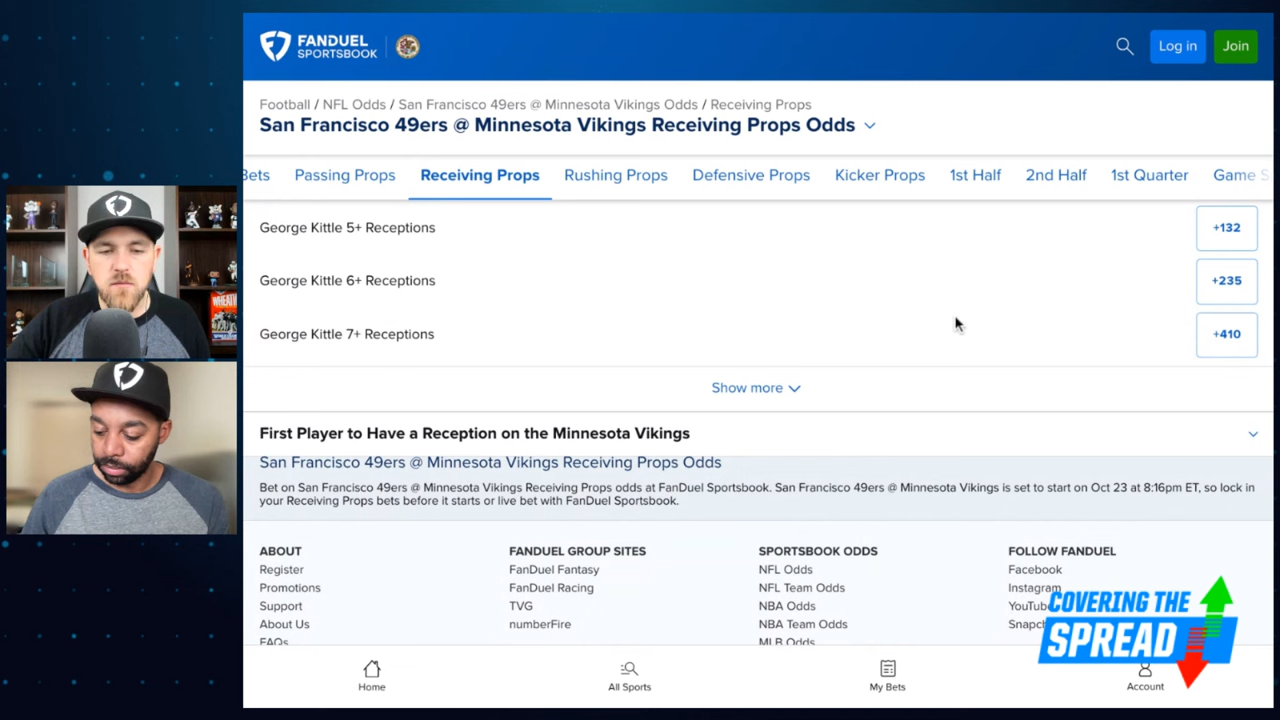 FANDUEL
SPORTSBOOK
Log in
Join
Football / NFL Odds / San Francisco 49ers @ Minnesota Vikings Odds / Receiving Props
San Francisco 49ers @ Minnesota Vikings Receiving Props Odds
Bets Passing Props Receiving Props Rushing Props Defensive Props Kicker Props 1st Half 2nd Half 1st Quarter Game S
George Kittle 5+ Receptions +132
George Kittle 6+ Receptions +235
George Kittle 7+ Receptions +410
Show more
First Player to Have a Reception on the Minnesota Vikings
San Francisco 49ers @ Minnesota Vikings Receiving Props Odds
Bet on San Francisco 49ers @ Minnesota Vikings Receiving Props odds at FanDuel Sportsbook. San Francisco 49ers @ Minnesota Vikings is set to start on Oct 23 at 8:16pm ET, so lock in
your Receiving Props bets before it starts or live bet with FanDuel Sportsbook.
ABOUT
Register
Promotions
Support
About Us
FAQs
FANDUEL GROUP SITES
FanDuel Fantasy
FanDuel Racing
TVG
numberFire
SPORTSBOOK ODDS
NFL Odds
NFL Team Odds
NBA Odds
NBA Team Odds
MLB Odds
FOLLOW FANDUEL
Facebook
Instagram
YouTube
Snapc
COVERING THE
SPREAD
Home
All Sports
My Bets
Account